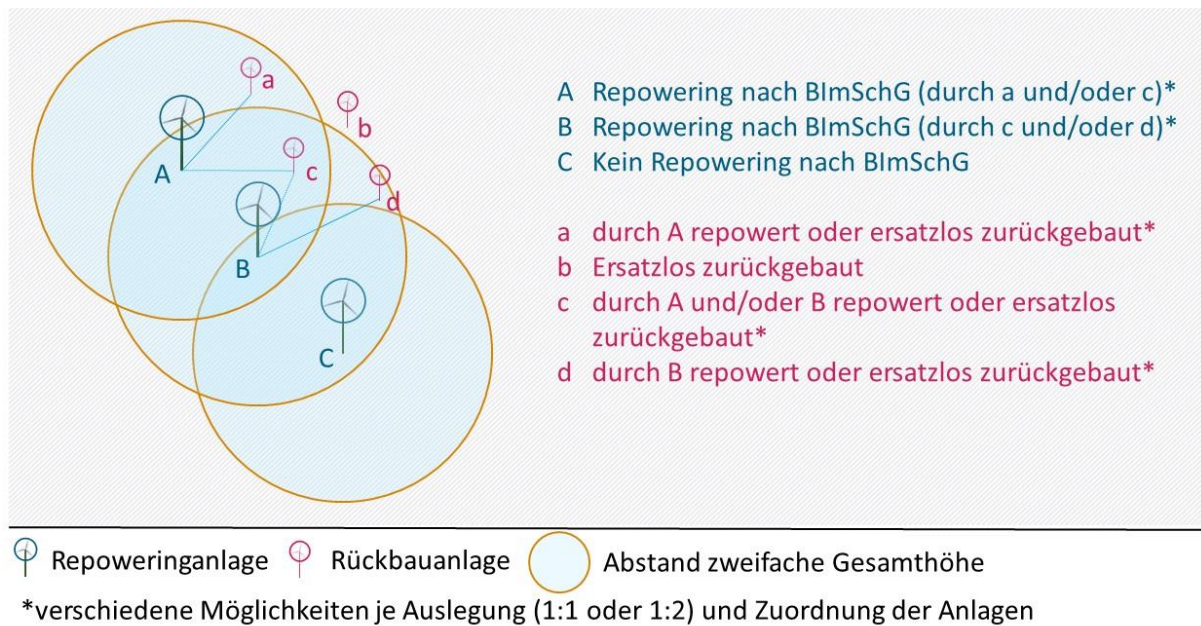 a
b
A
c
d
B
C
A Repowering nach BImSchG (durch a und/oder c)*
B Repowering nach BImSchG (durch c und/oder d)*
C Kein Repowering nach BImSchG
a durch A repowert oder ersatzlos zurückgebaut*
b Ersatzlos zurückgebaut
c durch A und/oder B repowert oder ersatzlos
zurückgebaut*
d durch B repowert oder ersatzlos zurückgebaut*
Repoweringanlage Rückbauanlage Abstand zweifache Gesamthöhe
*verschiedene Möglichkeiten je Auslegung (1:1 oder 1:2) und Zuordnung der Anlagen